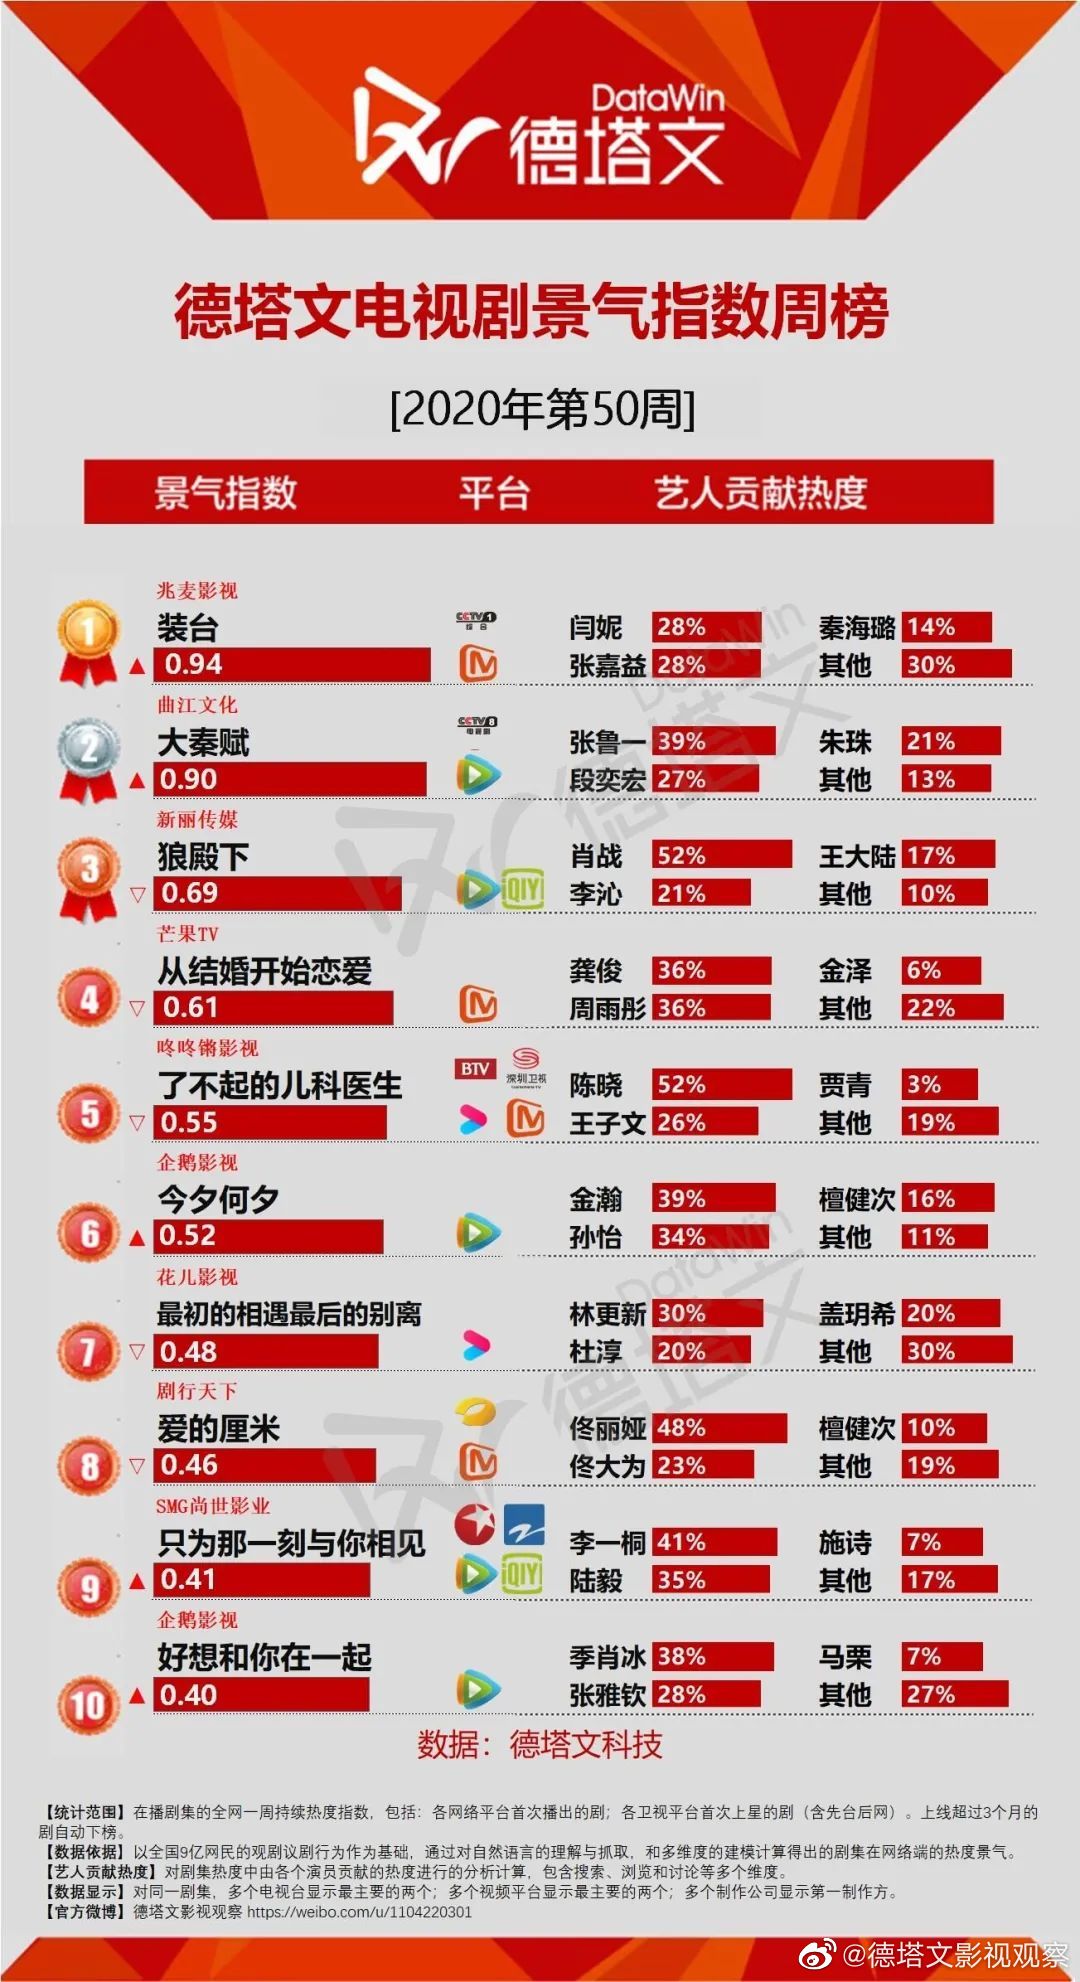 DataWin
德塔文
德塔文电视剧景气指数周榜
[2020年第50周]
景气指数 平台 艺人贡献热度
兆麦影视
1 装台 CCTV1 综合 闫妮 28% 秦海璐 14%
0.94 张嘉益 28% 其他 30%
曲江文化
2 大秦赋 CCTV8 电视剧 张鲁一 39% 朱珠 21%
0.90 段奕宏 27% 其他 13%
新丽传媒
3 狼殿下 肖战 52% 王大陆 17%
0.69 iQIY 李沁 21% 其他 10%
芒果TV
4 从结婚开始恋爱 龚俊 36% 金泽 6%
0.61 周雨彤 36% 其他 22%
咚咚锵影视
5 了不起的儿科医生 BTV 深圳卫视 陈晓 52% 贾青 3%
0.55 王子文 26% 其他 19%
企鹅影视
6 今夕何夕 金瀚 39% 檀健次 16%
0.52 孙怡 34% 其他 11%
花儿影视
7 最初的相遇最后的别离 林更新 30% 盖玥希 20%
0.48 杜淳 20% 其他 30%
剧行天下
8 爱的厘米 佟丽娅 48% 檀健次 10%
0.46 佟大为 23% 其他 19%
SMG尚世影业
9 只为那一刻与你相见 李一桐 41% 施诗 7%
0.41 iQIY 陆毅 35% 其他 17%
企鹅影视
10 好想和你在一起 季肖冰 38% 马栗 7%
0.40 张雅钦 28% 其他 27%
数据：德塔文科技
【统计范围】在播剧集的全网一周持续热度指数，包括：各网络平台首次播出的剧；各卫视平台首次上星的剧（含先台后网）。上线超过3个月的
剧自动下榜。
【数据依据】以全国9亿网民的观剧议剧行为作为基础，通过对自然语言的理解与抓取，和多维度的建模计算得出的剧集在网络端的热度景气。
【艺人贡献热度】对剧集热度中由各个演员贡献的热度进行的分析计算，包含搜索、浏览和讨论等多个维度。
【数据显示】对同一剧集，多个电视台显示最主要的两个；多个视频平台显示最主要的两个；多个制作公司显示第一制作方。
【官方微博】德塔文影视观察 https://weibo.com/u/1104220301
@德塔文影视观察